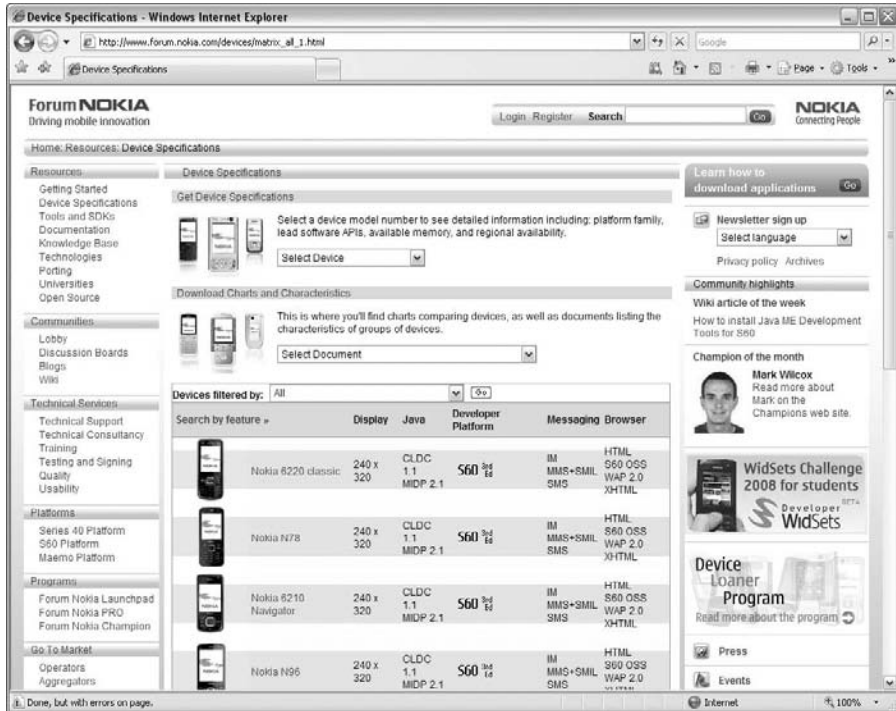 Device Specifications - Windows Internet Explorer
http://www.forum.nokia.com/devices/matrix_all_1.html
Google
Device Specifications
Page
Tools
Forum NOKIA
Driving mobile innovation
Login Register Search
Go
NOKIA
Connecting People
Home: Resources: Device Specifications
Resources
Getting Started
Device Specifications
Tools and SDKs
Documentation
Knowledge Base
Technologies
Porting
Universities
Open Source
Communities
Lobby
Discussion Boards
Blogs
Wiki
Technical Services
Technical Support
Technical Consultancy
Training
Testing and Signing
Quality
Usability
Platforms
Series 40 Platform
S60 Platform
Maemo Platform
Programs
Forum Nokia Launchpad
Forum Nokia PRO
Forum Nokia Champion
Go To Market
Operators
Aggregators
Device Specifications
Get Device Specifications
Select a device model number to see detailed information including: platform family,
lead software APIs, available memory, and regional availability.
Select Device
Download Charts and Characteristics
This is where you'll find charts comparing devices, as well as documents listing the
characteristics of groups of devices.
Select Document
Devices filtered by: All
Go
Search by feature » Display Java Developer Platform Messaging Browser
Nokia 6220 classic
240 x 320
CLDC 1.1
MIDP 2.1
S60 3rd Ed
IM
MMS+SMIL
SMS
HTML
S60 OSS
WAP 2.0
XHTML
Nokia N78
240 x 320
CLDC 1.1
MIDP 2.1
S60 3rd Ed
IM
MMS+SMIL
SMS
HTML
S60 OSS
WAP 2.0
XHTML
Nokia 6210 Navigator
240 x 320
CLDC 1.1
MIDP 2.1
S60 3rd Ed
IM
MMS+SMIL
SMS
HTML
S60 OSS
WAP 2.0
XHTML
Nokia N96
240 x 320
CLDC 1.1
MIDP 2.1
S60 3rd Ed
IM
MMS+SMIL
SMS
HTML
S60 OSS
WAP 2.0
Learn how to
download applications
Go
Newsletter sign up
Select language
Privacy policy Archives
Community highlights
Wiki article of the week
How to install Java ME Development
Tools for S60
Champion of the month
Mark Wilcox
Read more about
Mark on the
Champions web site.
WidSets Challenge
2008 for students
Developer
WidSets
BETA
Device
Loaner
Program
Read more about the program
Press
Events
Done, but with errors on page.
Internet
100%